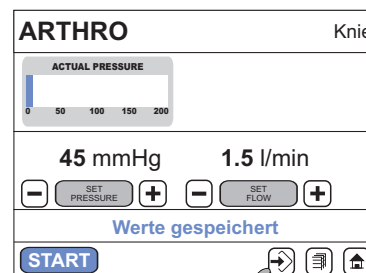 ARTHRO Knie
ACTUAL PRESSURE
0 50 100 150 200
45 mmHg 1.5 l/min
SET PRESSURE SET FLOW
Werte gespeichert
START